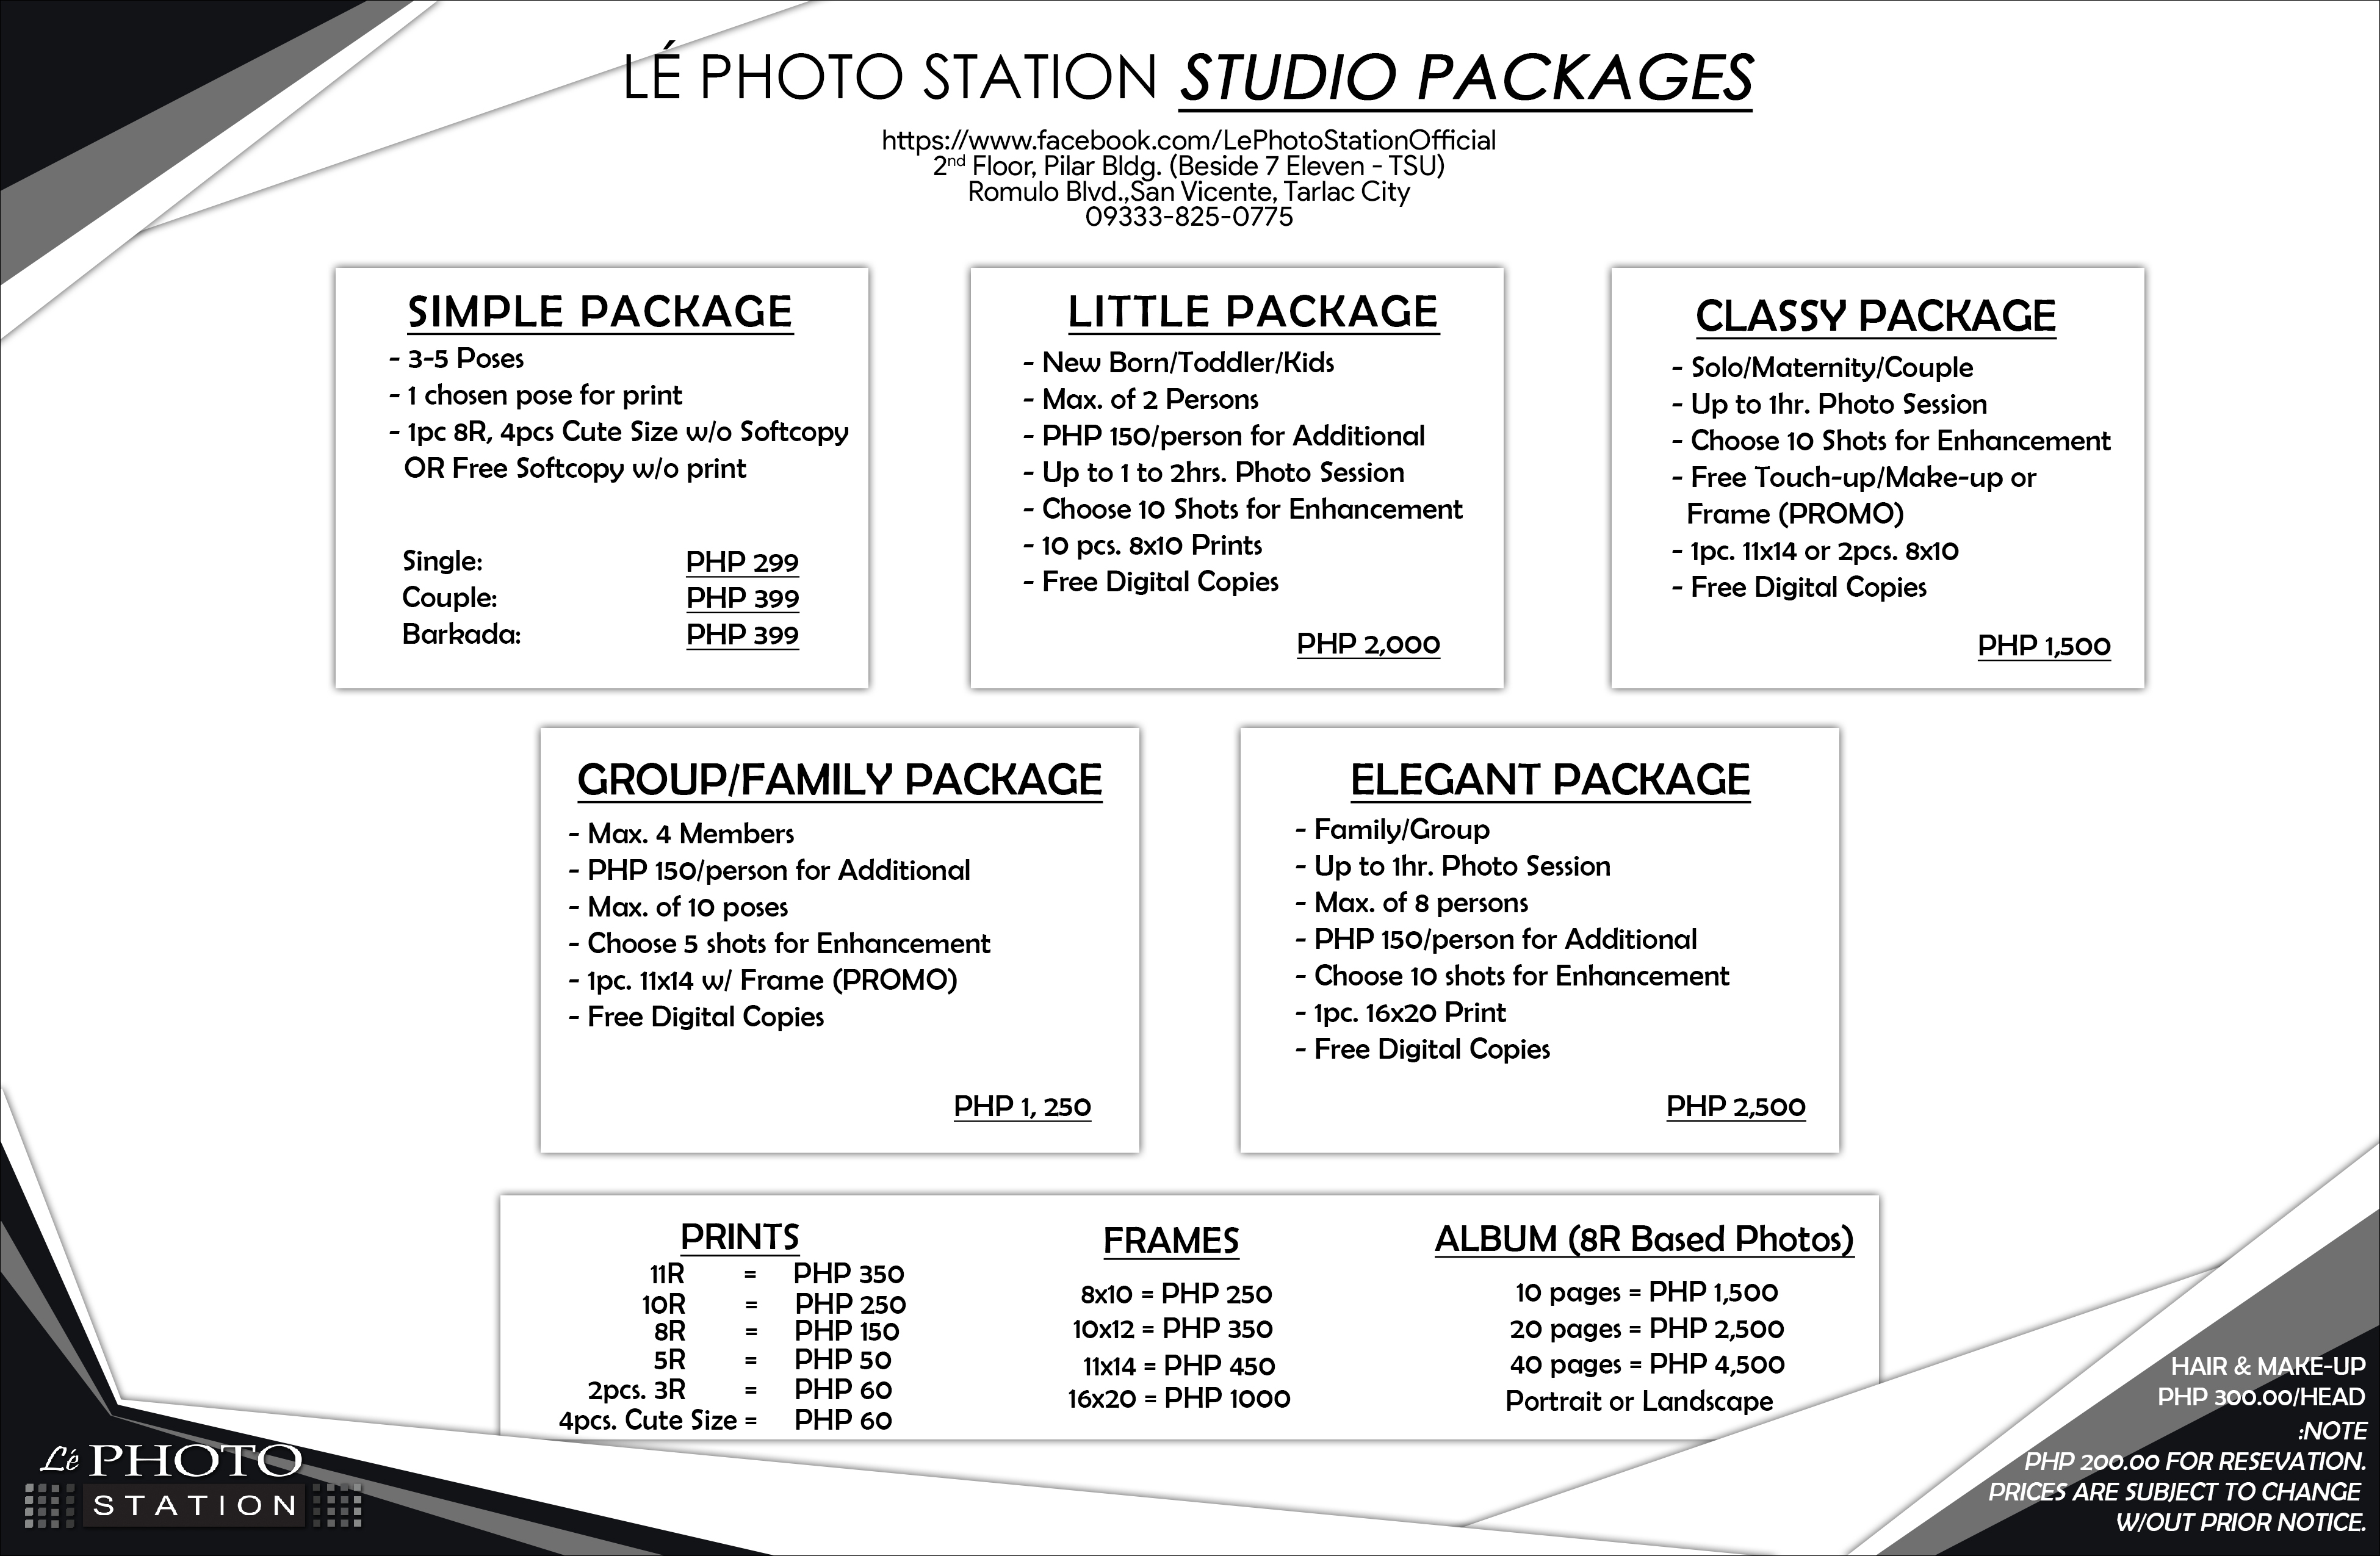 LÉ PHOTO STATION STUDIO PACKAGES
https://www.facebook.com/LePhotoStationOfficial
2nd Floor, Pilar Bldg. (Beside 7 Eleven - TSU)
Romulo Blvd.,San Vicente, Tarlac City
09333-825-0775
SIMPLE PACKAGE
- 3-5 Poses
- 1 chosen pose for print
- 1pc 8R, 4pcs Cute Size w/o Softcopy
OR Free Softcopy w/o print
Single: PHP 299
Couple: PHP 399
Barkada: PHP 399
LITTLE PACKAGE
- New Born/Toddler/Kids
- Max. of 2 Persons
- PHP 150/person for Additional
- Up to 1 to 2hrs. Photo Session
- Choose 10 Shots for Enhancement
- 10 pcs. 8x10 Prints
- Free Digital Copies
PHP 2,000
CLASSY PACKAGE
- Solo/Maternity/Couple
- Up to 1hr. Photo Session
- Choose 10 Shots for Enhancement
- Free Touch-up/Make-up or
Frame (PROMO)
- 1pc. 11x14 or 2pcs. 8x10
- Free Digital Copies
PHP 1,500
GROUP/FAMILY PACKAGE
- Max. 4 Members
- PHP 150/person for Additional
- Max. of 10 poses
- Choose 5 shots for Enhancement
- 1pc. 11x14 w/ Frame (PROMO)
- Free Digital Copies
PHP 1, 250
ELEGANT PACKAGE
- Family/Group
- Up to 1hr. Photo Session
- Max. of 8 persons
- PHP 150/person for Additional
- Choose 10 shots for Enhancement
- 1pc. 16x20 Print
- Free Digital Copies
PHP 2,500
PRINTS
11R = PHP 350
10R = PHP 250
8R = PHP 150
5R = PHP 50
2pcs. 3R = PHP 60
4pcs. Cute Size = PHP 60
FRAMES
8x10 = PHP 250
10x12 = PHP 350
11x14 = PHP 450
16x20 = PHP 1000
ALBUM (8R Based Photos)
10 pages = PHP 1,500
20 pages = PHP 2,500
40 pages = PHP 4,500
Portrait or Landscape
Lé PHOTO
STATION
HAIR & MAKE-UP
PHP 300.00/HEAD
:NOTE
PHP 200.00 FOR RESEVATION.
PRICES ARE SUBJECT TO CHANGE
W/OUT PRIOR NOTICE.